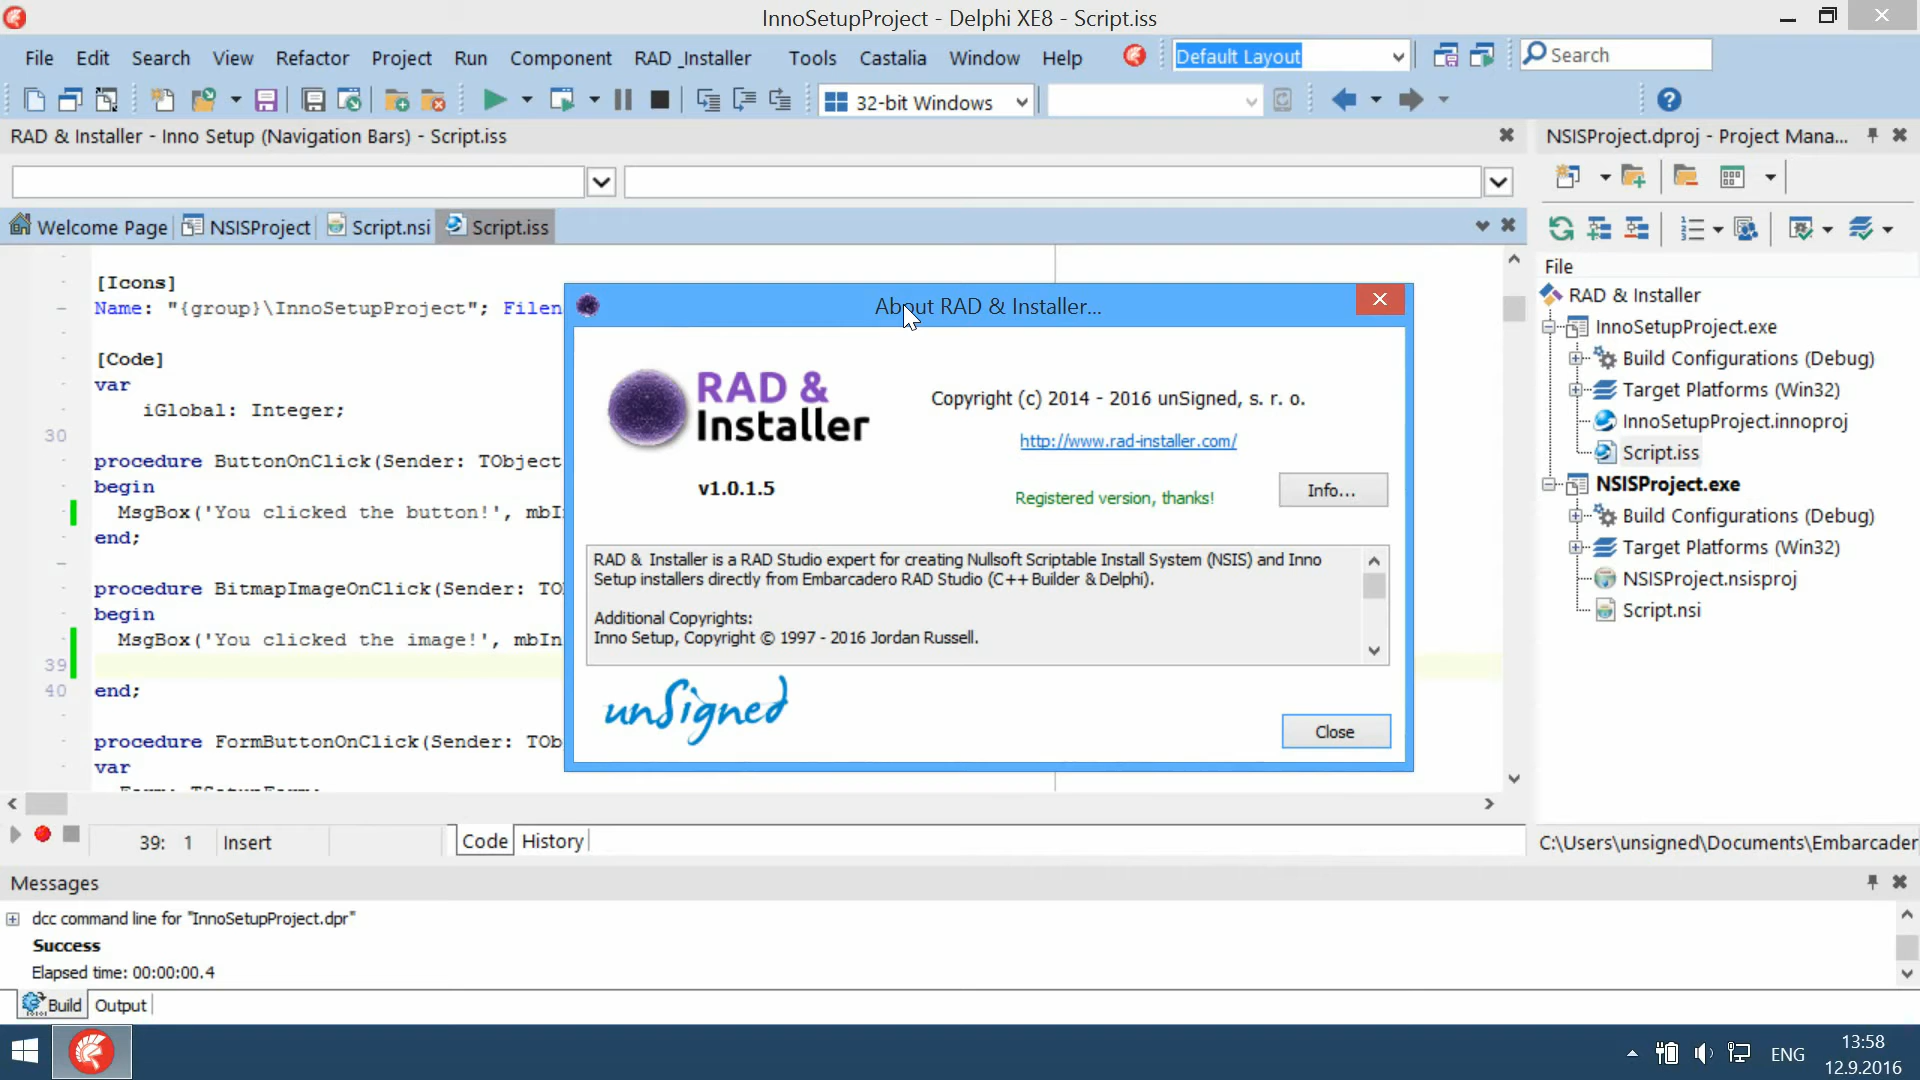 InnoSetupProject - Delphi XE8 - Script.iss
File Edit Search View Refactor Project Run Component RAD _Installer Tools Castalia Window Help Default Layout Search
32-bit Windows
RAD & Installer - Inno Setup (Navigation Bars) - Script.iss
NSISProject.dproj - Project Mana...
Welcome Page NSISProject Script.nsi Script.iss
[Icons]
Name: "{group}\InnoSetupProject"; Filen
[Code]
var
iGlobal: Integer;
30
procedure ButtonOnClick(Sender: TObject
begin
MsgBox('You clicked the button!', mbI
end;
procedure BitmapImageOnClick(Sender: TO
begin
MsgBox('You clicked the image!', mbIn
39
40 end;
procedure FormButtonOnClick(Sender: TOb
var
About RAD & Installer...
RAD &
Installer
v1.0.1.5
Copyright (c) 2014 - 2016 unSigned, s. r. o.
http://www.rad-installer.com/
Registered version, thanks!
Info...
RAD & Installer is a RAD Studio expert for creating Nullsoft Scriptable Install System (NSIS) and Inno
Setup installers directly from Embarcadero RAD Studio (C++ Builder & Delphi).
Additional Copyrights:
Inno Setup, Copyright © 1997 - 2016 Jordan Russell.
unSigned
Close
File
RAD & Installer
InnoSetupProject.exe
Build Configurations (Debug)
Target Platforms (Win32)
InnoSetupProject.innoproj
Script.iss
NSISProject.exe
Build Configurations (Debug)
Target Platforms (Win32)
NSISProject.nsisproj
Script.nsi
39: 1 Insert Code History
C:\Users\unsigned\Documents\Embarcader
Messages
dcc command line for "InnoSetupProject.dpr"
Success
Elapsed time: 00:00:00.4
Build Output
ENG
13:58
12.9.2016